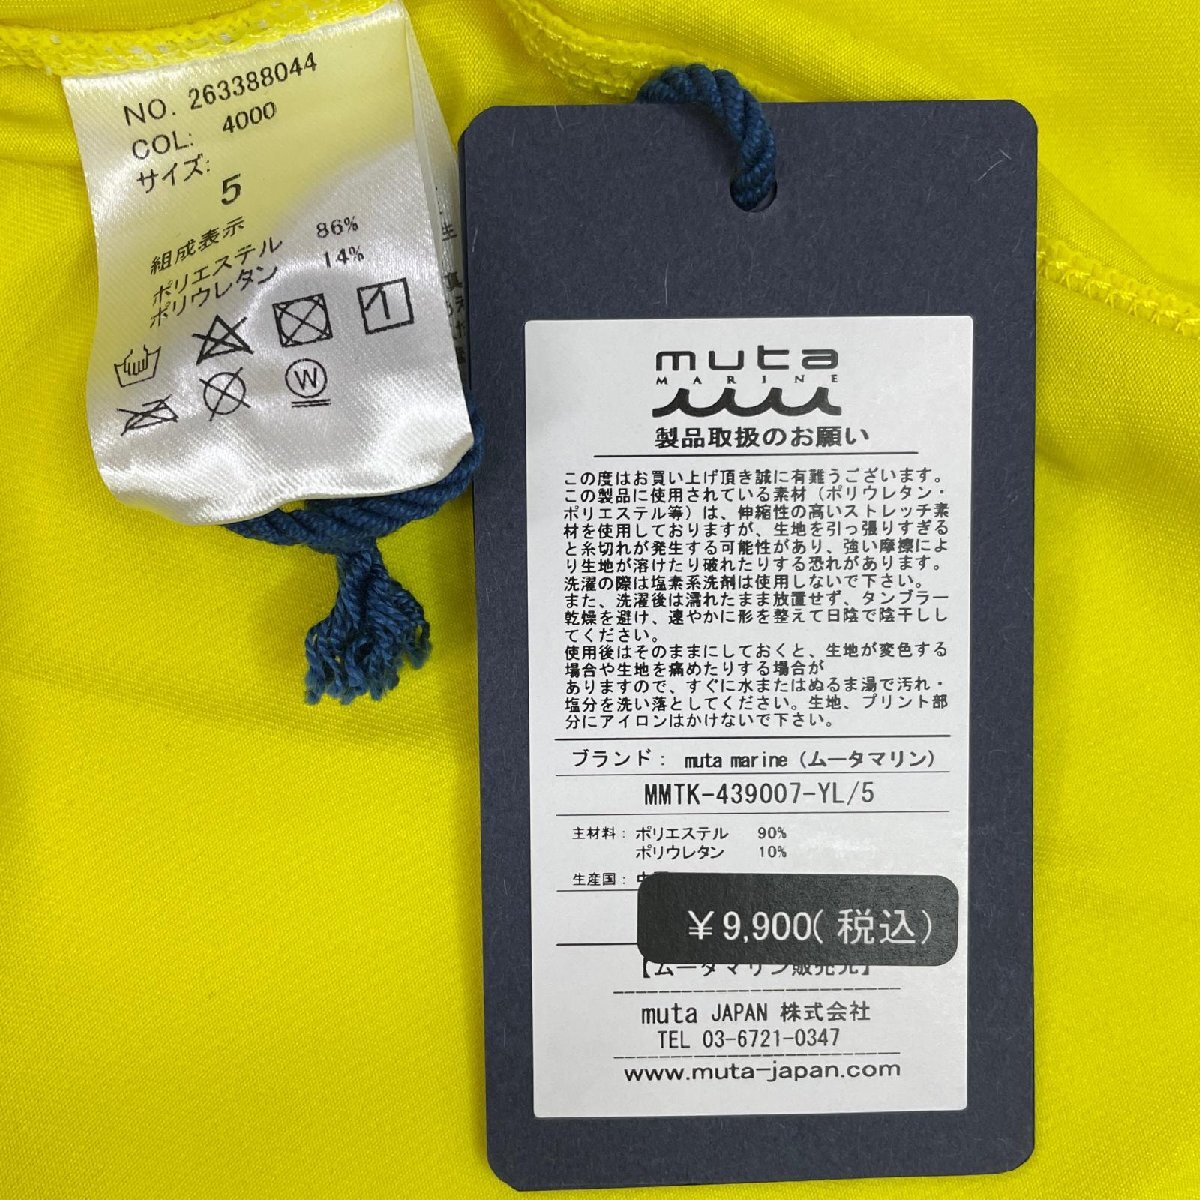 NO. 263388044
COL: 4000
サイズ:
5
組成表示
ポリエステル 86%
ポリウレタン 14%
W
muta
MARINE
製品取扱のお願い
この度はお買い上げ頂き誠に有難うございます。
この製品に使用されている素材（ポリウレタン・
ポリエステル等）は、伸縮性の高いストレッチ素
材を使用しておりますが、生地を引っ張りすぎる
と糸切れが発生する可能性があり、強い摩擦によ
り生地が溶けたり破れたりする恐れがあります。
洗濯の際は塩素系洗剤は使用しないで下さい。
また、洗濯後は濡れたまま放置せず、タンブラー
乾燥を避け、速やかに形を整えて日陰で陰干しし
てください。
使用後はそのままにしておくと、生地が変色する
場合や生地を痛めたりする場合が
ありますので、すぐに水またはぬるま湯で汚れ・
塩分を洗い落としてください。生地、プリント部
分にアイロンはかけないで下さい。
ブランド： muta marine（ムータマリン）
MMTK-439007-YL/5
主材料：ポリエステル 90%
ポリウレタン 10%
生産国：
￥9,900(税込)
【ムータマリン販売元】
muta JAPAN 株式会社
TEL 03-6721-0347
www.muta-japan.com